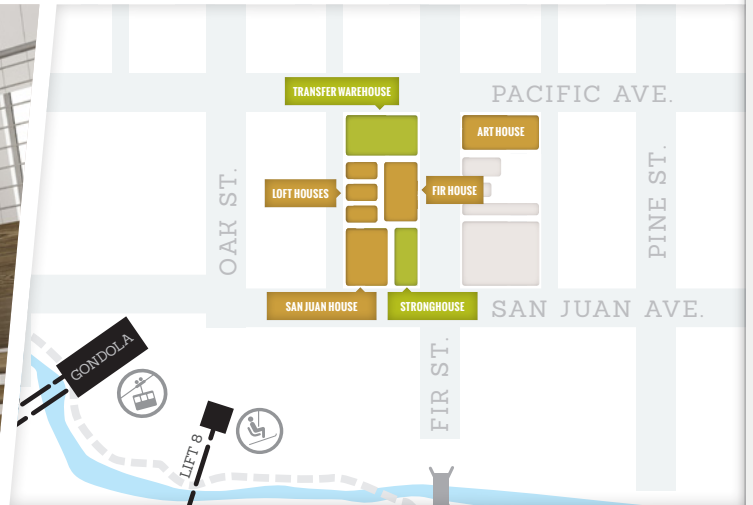 TRANSFER WAREHOUSE
PACIFIC AVE.
ART HOUSE
LOFT HOUSES
FIR HOUSE
OAK ST.
PINE ST.
SAN JUAN HOUSE
STRONGHOUSE
SAN JUAN AVE.
FIR ST.
GONDOLA
LIFT 8